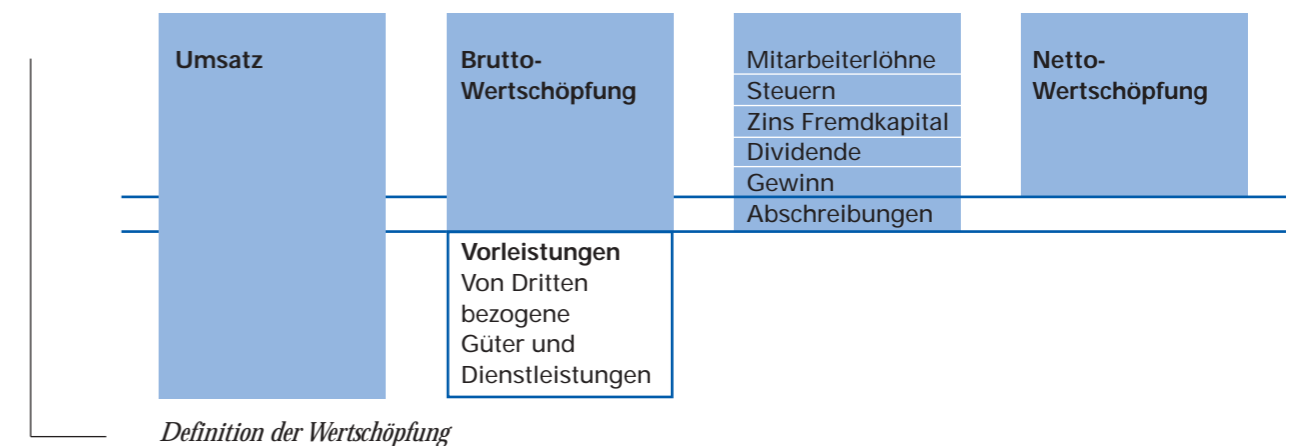 Umsatz
Brutto-
Wertschöpfung
Vorleistungen
Von Dritten
bezogene
Güter und
Dienstleistungen
Mitarbeiterlöhne
Steuern
Zins Fremdkapital
Dividende
Gewinn
Abschreibungen
Netto-
Wertschöpfung
Definition der Wertschöpfung